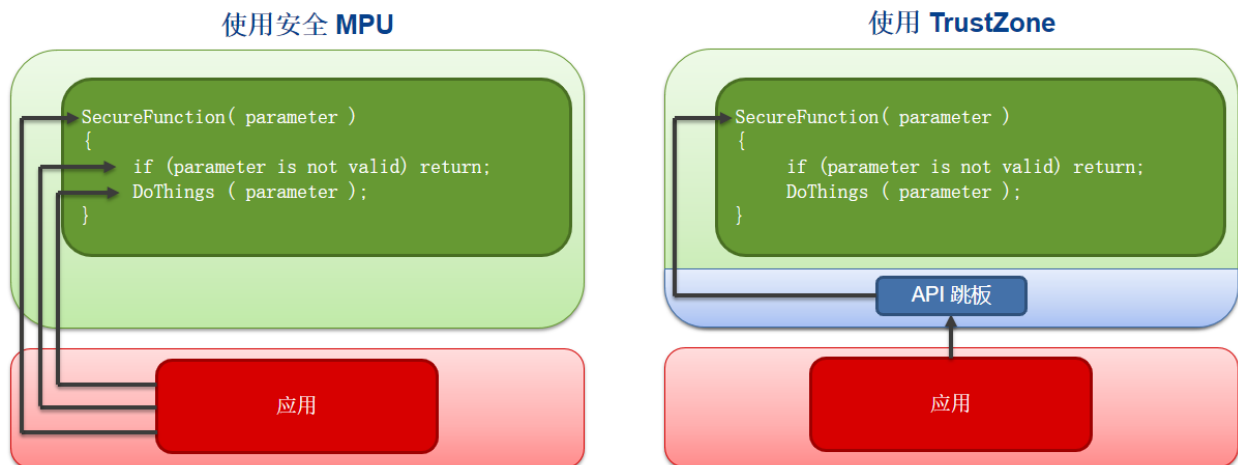 使用安全 MPU
SecureFunction( parameter )
{
if (parameter is not valid) return;
DoThings ( parameter );
}
应用
使用 TrustZone
SecureFunction( parameter )
{
if (parameter is not valid) return;
DoThings ( parameter );
}
API 跳板
应用